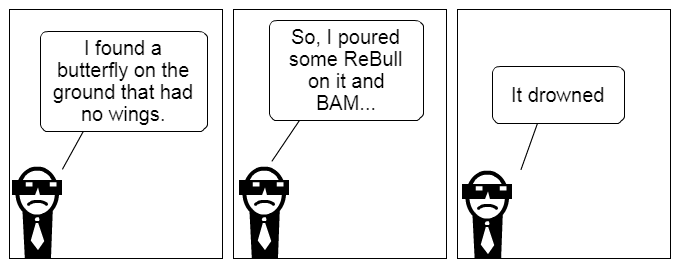 I found a
butterfly on the
ground that had
no wings.
So, I poured
some ReBull
on it and
BAM...
It drowned